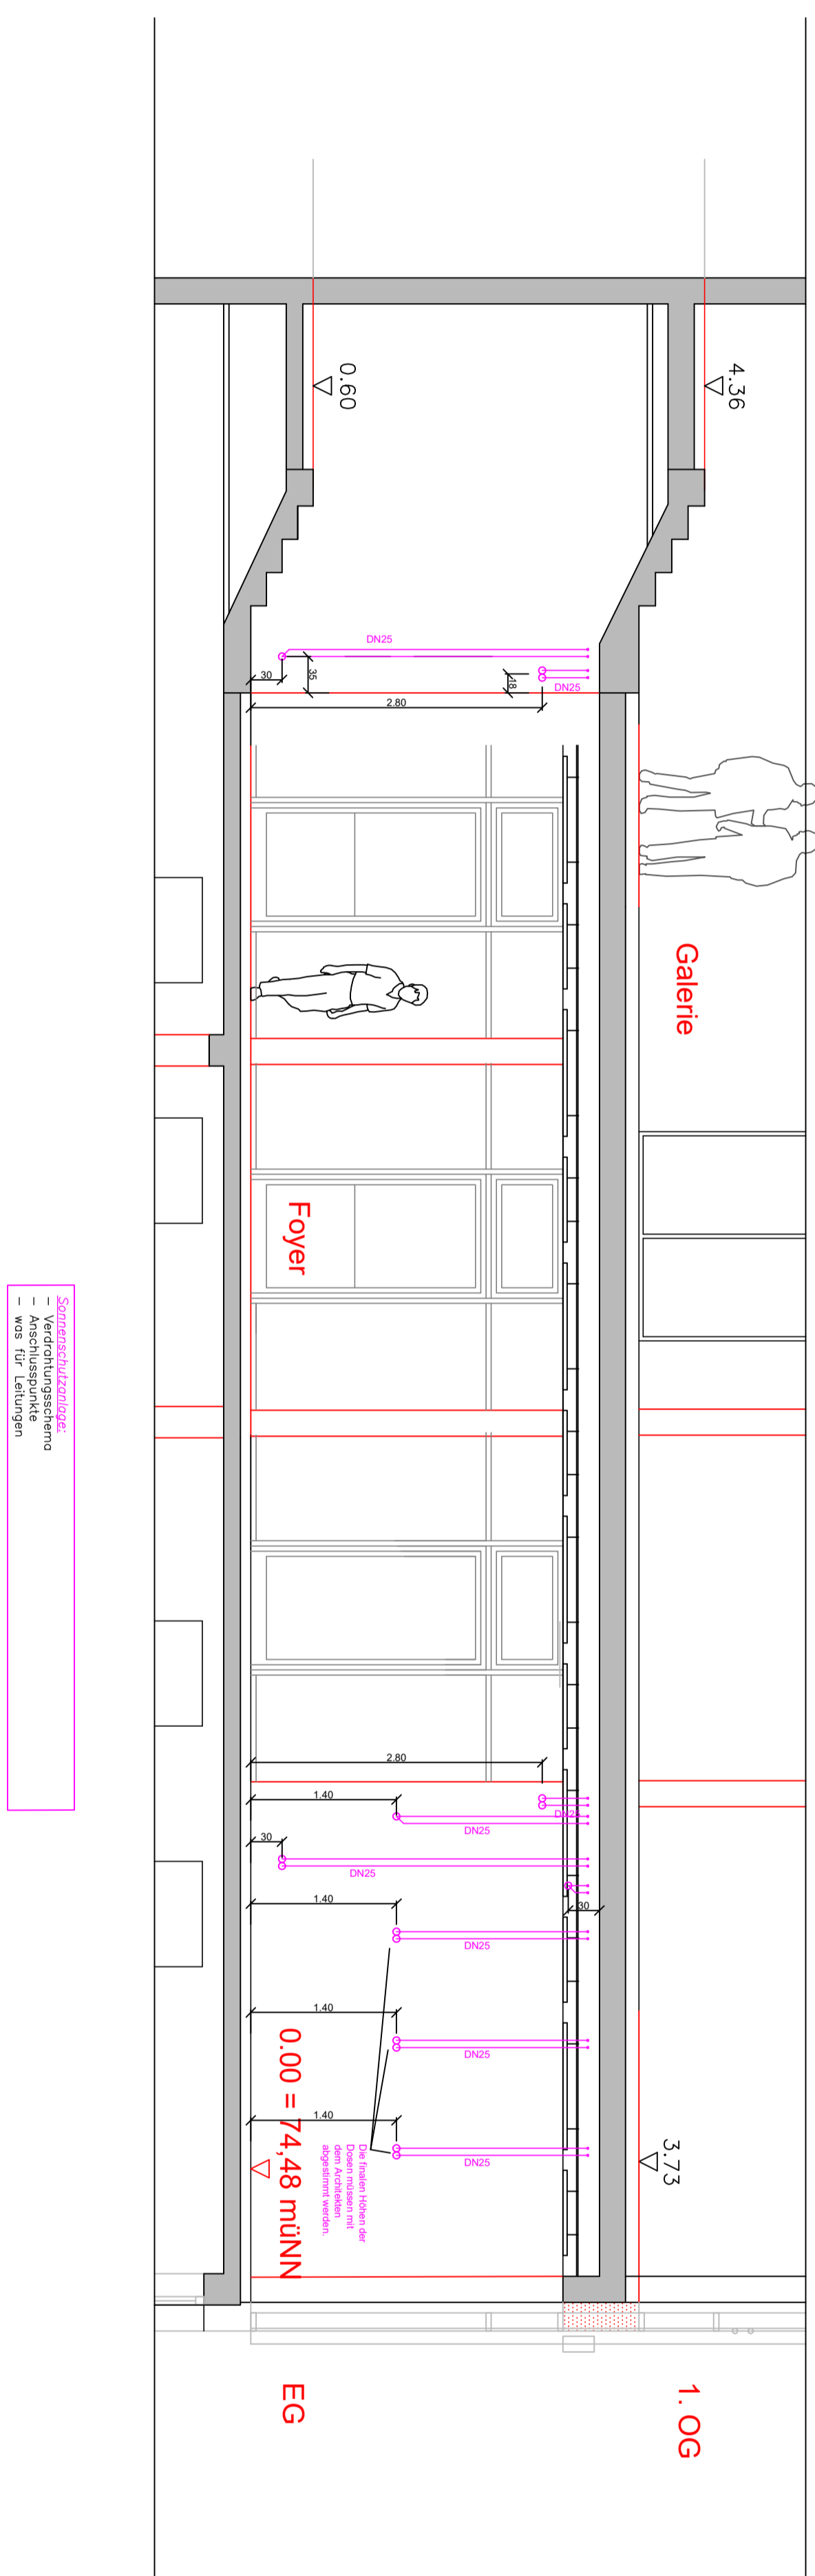 4.36
0.60
DN25
DN25
30
35
18
2.80
Galerie
Foyer
Sonnenschutzanlage:
- Verdrahtungsschema
- Anschlusspunkte
- was für Leitungen
2.80
1.40
DN25
DN25
30
DN25
30
1.40
DN25
1.40
DN25
1.40
DN25
0.00 = 74,48 müNN
Die finalen Höhen der
Dosen müssen mit
dem Architekten
abgestimmt werden.
3.73
1. OG
EG